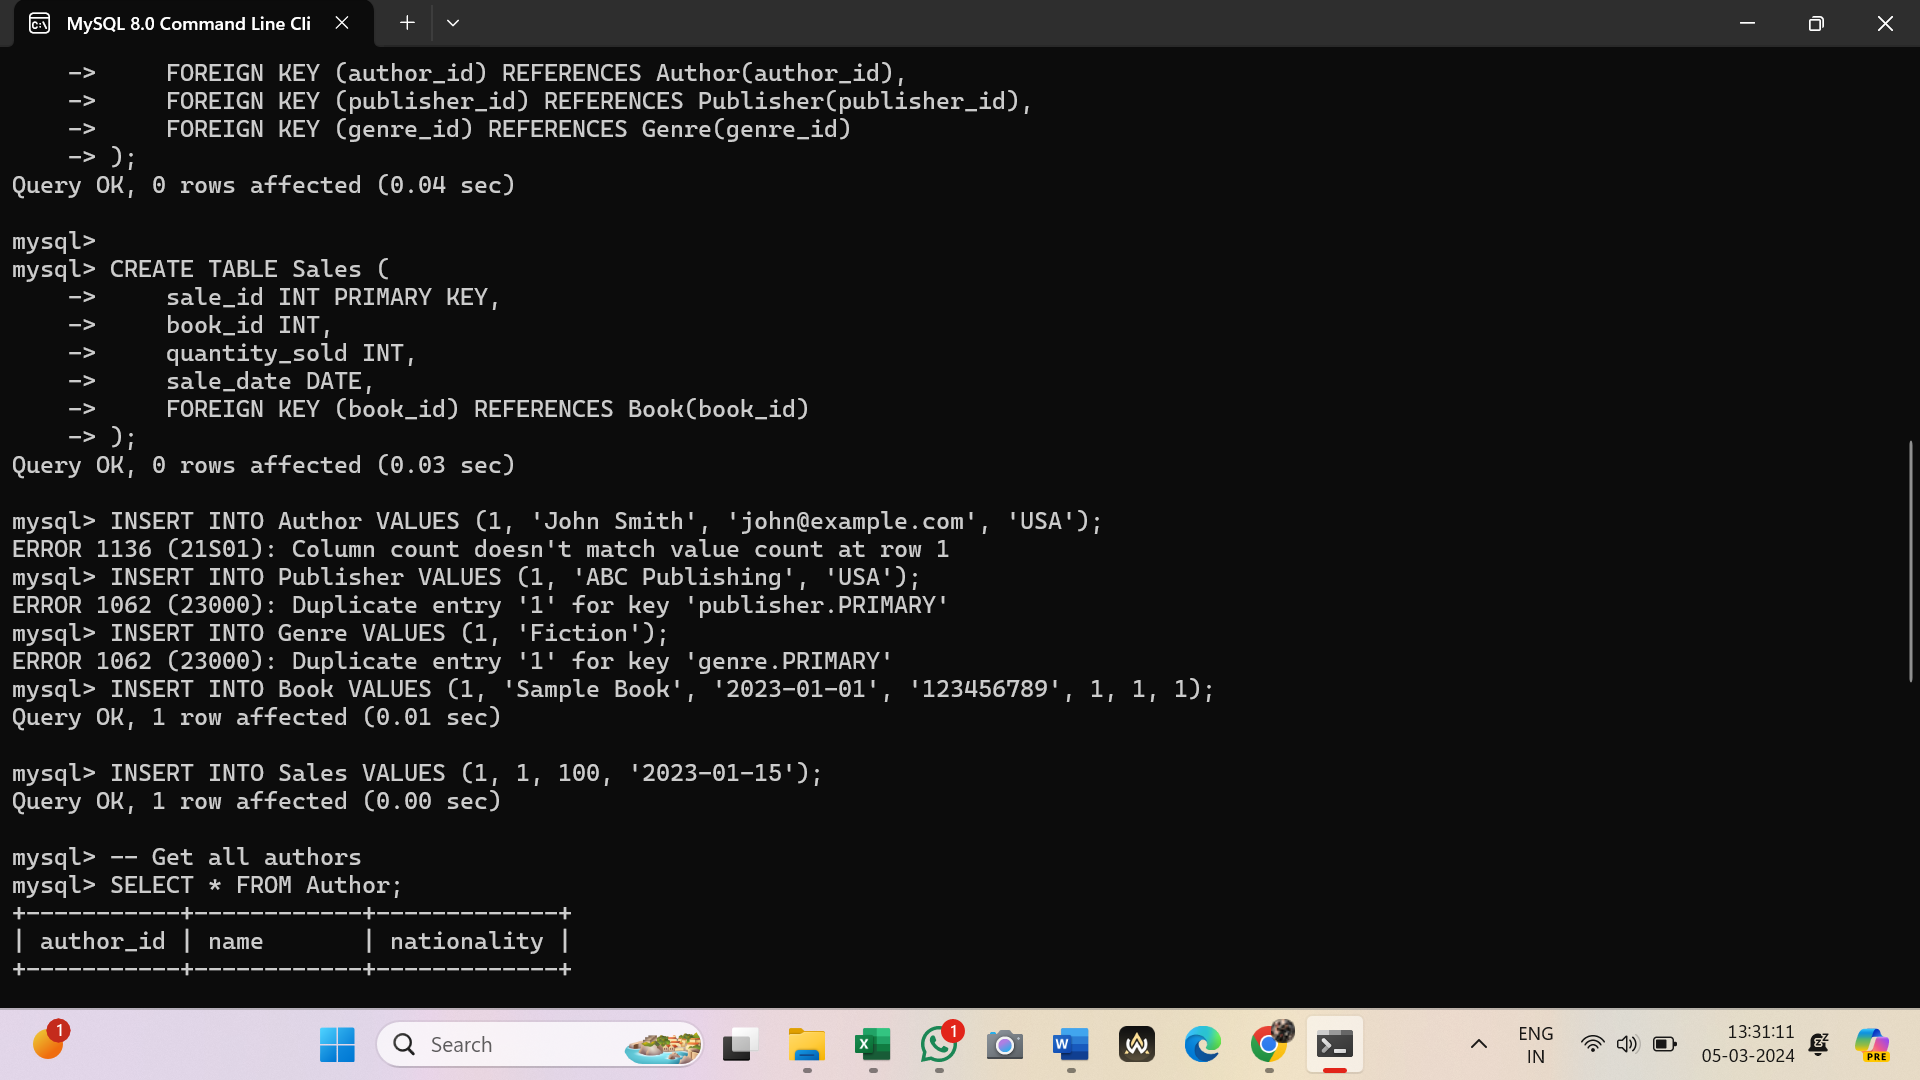 MySQL 8.0 Command Line Cli
    ->     FOREIGN KEY (author_id) REFERENCES Author(author_id),
    ->     FOREIGN KEY (publisher_id) REFERENCES Publisher(publisher_id),
    ->     FOREIGN KEY (genre_id) REFERENCES Genre(genre_id)
    -> );
Query OK, 0 rows affected (0.04 sec)
mysql>
mysql> CREATE TABLE Sales (
    ->     sale_id INT PRIMARY KEY,
    ->     book_id INT,
    ->     quantity_sold INT,
    ->     sale_date DATE,
    ->     FOREIGN KEY (book_id) REFERENCES Book(book_id)
    -> );
Query OK, 0 rows affected (0.03 sec)
mysql> INSERT INTO Author VALUES (1, 'John Smith', 'john@example.com', 'USA');
ERROR 1136 (21S01): Column count doesn't match value count at row 1
mysql> INSERT INTO Publisher VALUES (1, 'ABC Publishing', 'USA');
ERROR 1062 (23000): Duplicate entry '1' for key 'publisher.PRIMARY'
mysql> INSERT INTO Genre VALUES (1, 'Fiction');
ERROR 1062 (23000): Duplicate entry '1' for key 'genre.PRIMARY'
mysql> INSERT INTO Book VALUES (1, 'Sample Book', '2023-01-01', '123456789', 1, 1, 1);
Query OK, 1 row affected (0.01 sec)
mysql> INSERT INTO Sales VALUES (1, 1, 100, '2023-01-15');
Query OK, 1 row affected (0.00 sec)
mysql> -- Get all authors
mysql> SELECT * FROM Author;
+-----------+------------+-------------+
| author_id | name       | nationality |
+-----------+------------+-------------+
1
Search
1
ENG
IN
13:31:11
05-03-2024
PRE